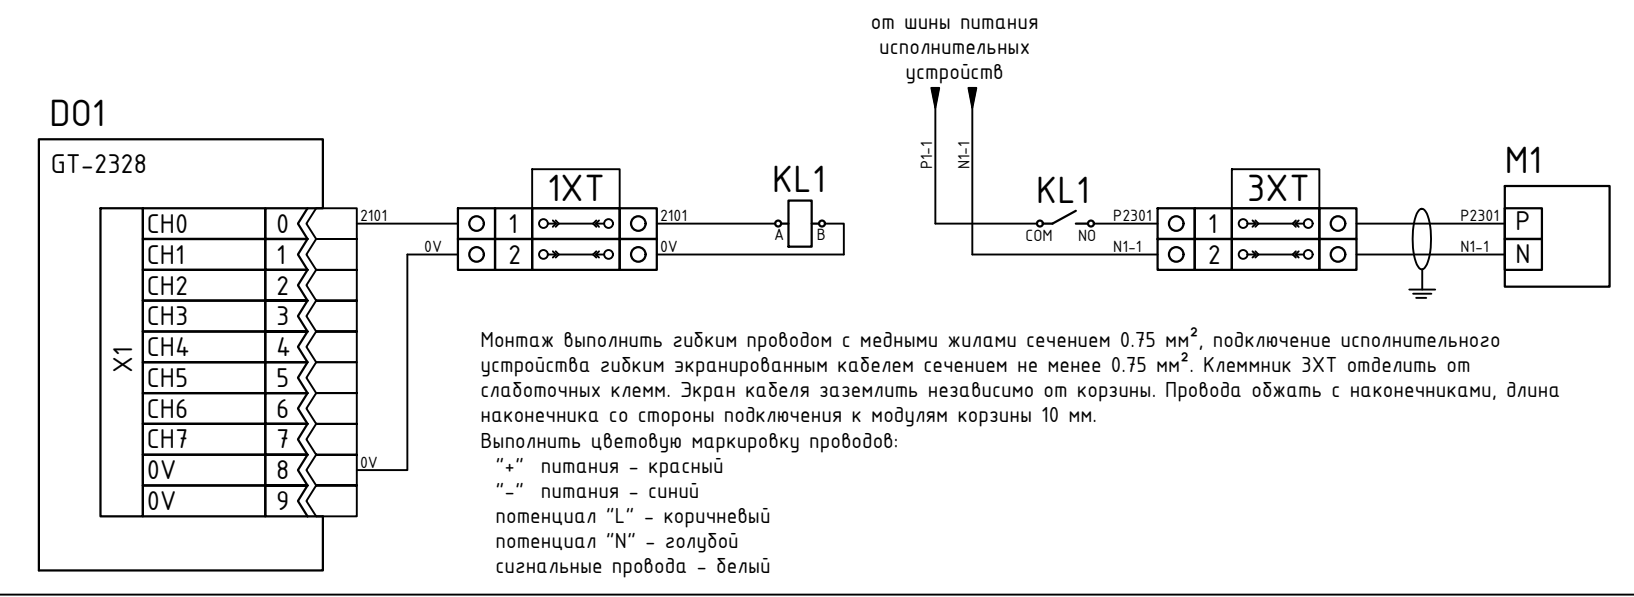 от шины питания
исполнительных
устройств
DO1
GT-2328
X1
CH0 0
CH1 1
CH2 2
CH3 3
CH4 4
CH5 5
CH6 6
CH7 7
0V 8
0V 9
2101
0V
0V
1XT
1
2
2101
0V
KL1
A B
P1-1
N1-1
KL1
COM NO
P2301
N1-1
3XT
1
2
P2301
N1-1
M1
P
N
Монтаж выполнить гибким проводом с медными жилами сечением 0.75 мм², подключение исполнительного
устройства гибким экранированным кабелем сечением не менее 0.75 мм². Клеммник 3ХТ отделить от
слаботочных клемм. Экран кабеля заземлить независимо от корзины. Провода обжать с наконечниками, длина
наконечника со стороны подключения к модулям корзины 10 мм.
Выполнить цветовую маркировку проводов:
"+" питания - красный
"-" питания - синий
потенциал "L" - коричневый
потенциал "N" - голубой
сигнальные провода - белый